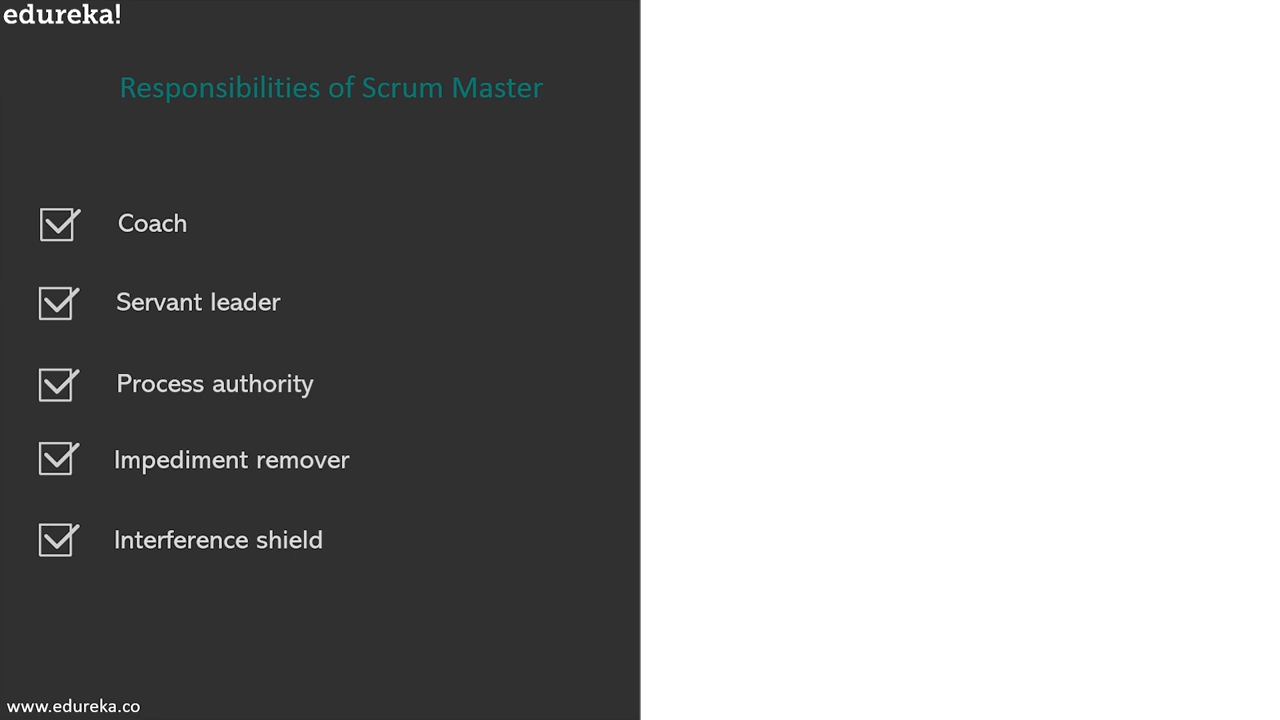 edureka!
Responsibilities of Scrum Master
Coach
Servant leader
Process authority
Impediment remover
Interference shield
www.edureka.co